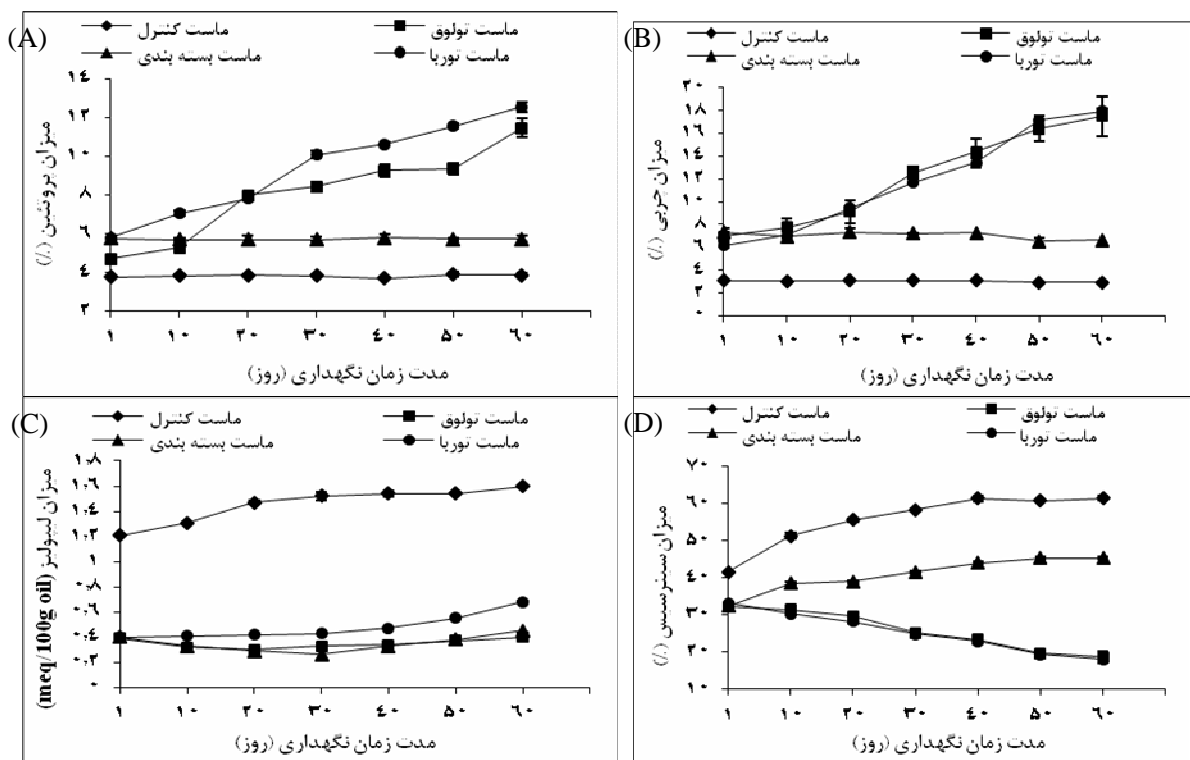 (A)
ماست کنترل
ماست تولوق
ماست بسته بندی
ماست توربا
میزان پروتئین (٪)
۱۴
۱۲
۱۰
۸
۶
۴
۲
۱ ۱۰ ۲۰ ۳۰ ۴۰ ۵۰ ۶۰
مدت زمان نگهداری (روز)
(B)
ماست کنترل
ماست تولوق
ماست بسته بندی
ماست توربا
میزان چربی (٪)
۲۰
۱۸
۱۶
۱۴
۱۲
۱۰
۸
۶
۴
۲
۰
۱ ۱۰ ۲۰ ۳۰ ۴۰ ۵۰ ۶۰
مدت زمان نگهداری (روز)
(C)
ماست کنترل
ماست تولوق
ماست بسته بندی
ماست توربا
میزان لیپولیز (meq/100g oil)
۱,۸
۱,۶
۱,۴
۱,۲
۱
۰,۸
۰,۶
۰,۴
۰,۲
۰
۱ ۱۰ ۲۰ ۳۰ ۴۰ ۵۰ ۶۰
مدت زمان نگهداری (روز)
(D)
ماست کنترل
ماست تولوق
ماست بسته بندی
ماست توربا
میزان سینرسیس (٪)
۷۰
۶۰
۵۰
۴۰
۳۰
۲۰
۱۰
۱ ۱۰ ۲۰ ۳۰ ۴۰ ۵۰ ۶۰
مدت زمان نگهداری (روز)